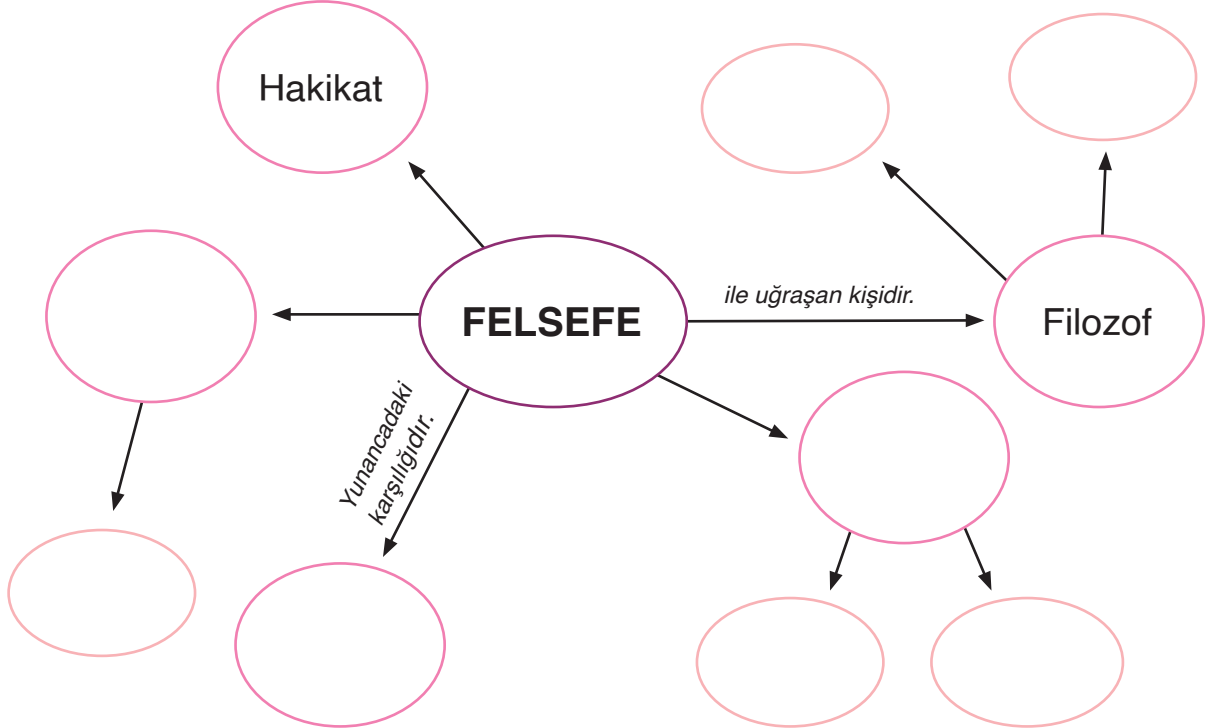 Hakikat
FELSEFE
ile uğraşan kişidir.
Filozof
Yunancadaki
karşılığıdır.